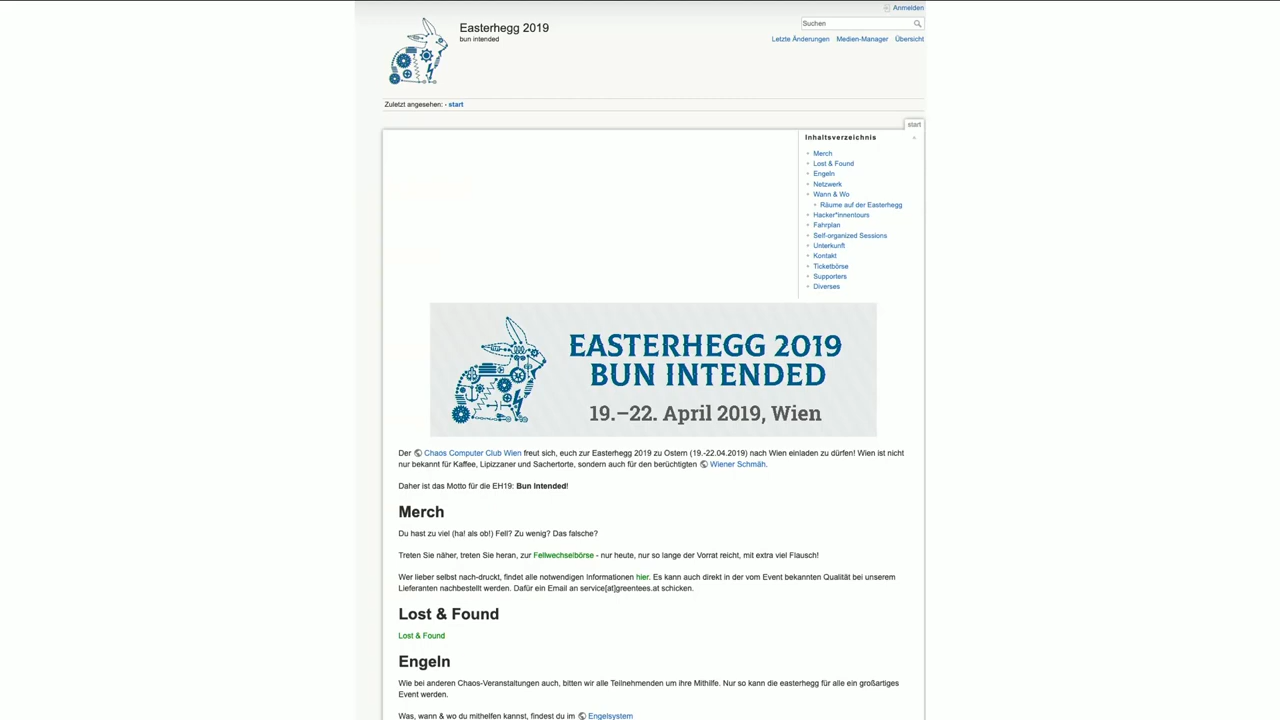 Anmelden
Easterhegg 2019
bun intended
Suchen
Letzte Änderungen Medien-Manager Übersicht
Zuletzt angesehen: • start
start
Inhaltsverzeichnis
Merch
Lost & Found
Engeln
Netzwerk
Wann & Wo
Räume auf der Easterhegg
Hacker*innentours
Fahrplan
Self-organized Sessions
Unterkunft
Kontakt
Ticketbörse
Supporters
Diverses
EASTERHEGG 2019
BUN INTENDED
19.–22. April 2019, Wien
Der Chaos Computer Club Wien freut sich, euch zur Easterhegg 2019 zu Ostern (19.-22.04.2019) nach Wien einladen zu dürfen! Wien ist nicht
nur bekannt für Kaffee, Lipizzaner und Sachertorte, sondern auch für den berüchtigten Wiener Schmäh.
Daher ist das Motto für die EH19: Bun Intended!
Merch
Du hast zu viel (ha! als ob!) Fell? Zu wenig? Das falsche?
Treten Sie näher, treten Sie heran, zur Fellwechselbörse - nur heute, nur so lange der Vorrat reicht, mit extra viel Flausch!
Wer lieber selbst nach-druckt, findet alle notwendigen Informationen hier. Es kann auch direkt in der vom Event bekannten Qualität bei unserem
Lieferanten nachbestellt werden. Dafür ein Email an service[at]greentees.at schicken.
Lost & Found
Lost & Found
Engeln
Wie bei anderen Chaos-Veranstaltungen auch, bitten wir alle Teilnehmenden um ihre Mithilfe. Nur so kann die easterhegg für alle ein großartiges
Event werden.
Was, wann & wo du mithelfen kannst, findest du im Engelsystem